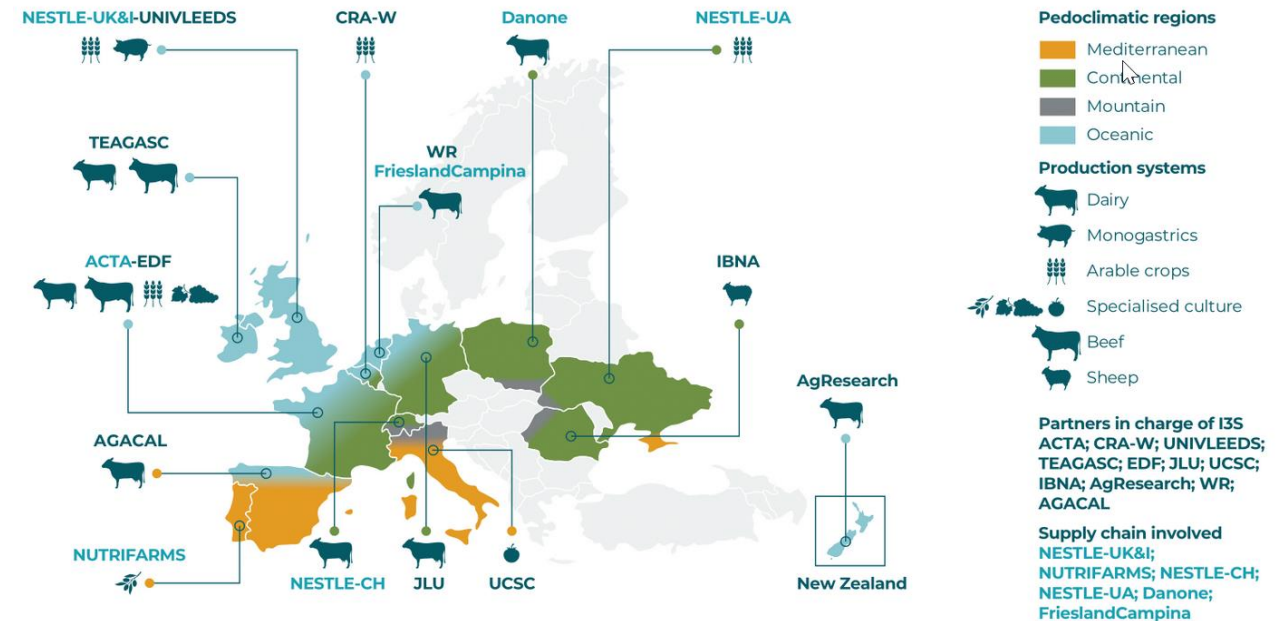 NESTLE-UK&I-UNIVLEEDS
CRA-W
Danone
NESTLE-UA
TEAGASC
WR
FrieslandCampina
ACTA-EDF
IBNA
AgResearch
AGACAL
NUTRIFARMS
NESTLE-CH
JLU
UCSC
New Zealand
Pedoclimatic regions
Mediterranean
Continental
Mountain
Oceanic
Production systems
Dairy
Monogastrics
Arable crops
Specialised culture
Beef
Sheep
Partners in charge of I3S
ACTA; CRA-W; UNIVLEEDS;
TEAGASC; EDF; JLU; UCSC;
IBNA; AgResearch; WR;
AGACAL
Supply chain involved
NESTLE-UK&I;
NUTRIFARMS; NESTLE-CH;
NESTLE-UA; Danone;
FrieslandCampina